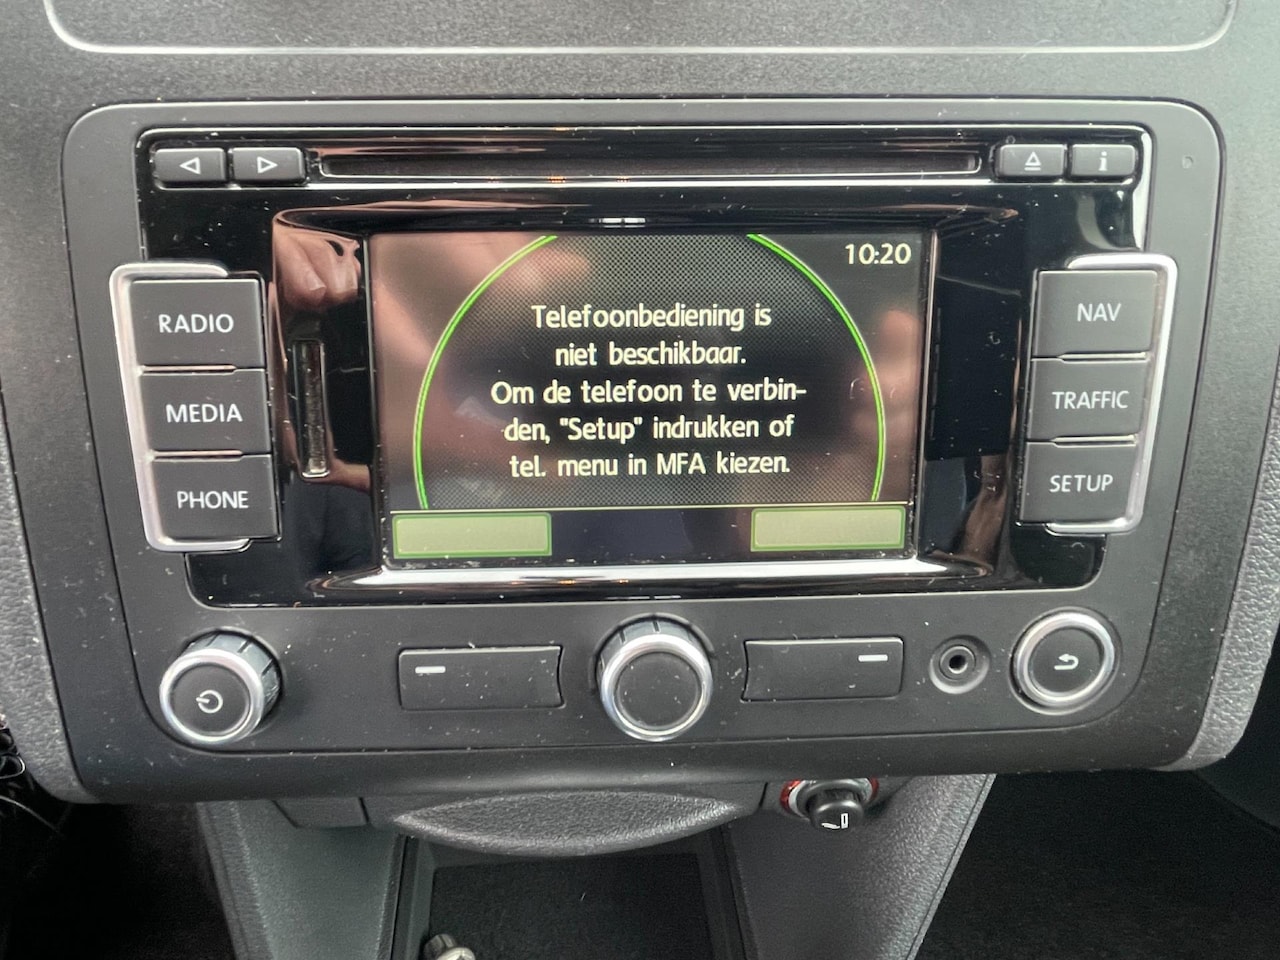 i
10:20
Telefoonbediening is
niet beschikbaar.
Om de telefoon te verbin-
den, "Setup" indrukken of
tel. menu in MFA kiezen.
RADIO
MEDIA
PHONE
NAV
TRAFFIC
SETUP